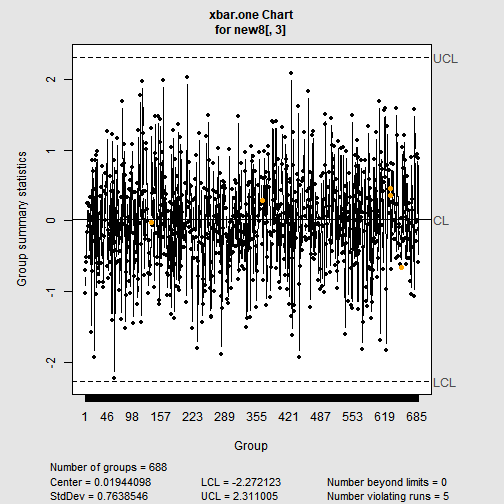 xbar.one Chart
for new8[, 3]
UCL
2
1
0
CL
-1
-2
LCL
Group summary statistics
1 46 98 157 223 289 355 421 487 553 619 685
Group
Number of groups = 688
Center = 0.01944098 LCL = -2.272123 Number beyond limits = 0
StdDev = 0.7638546 UCL = 2.311005 Number violating runs = 5